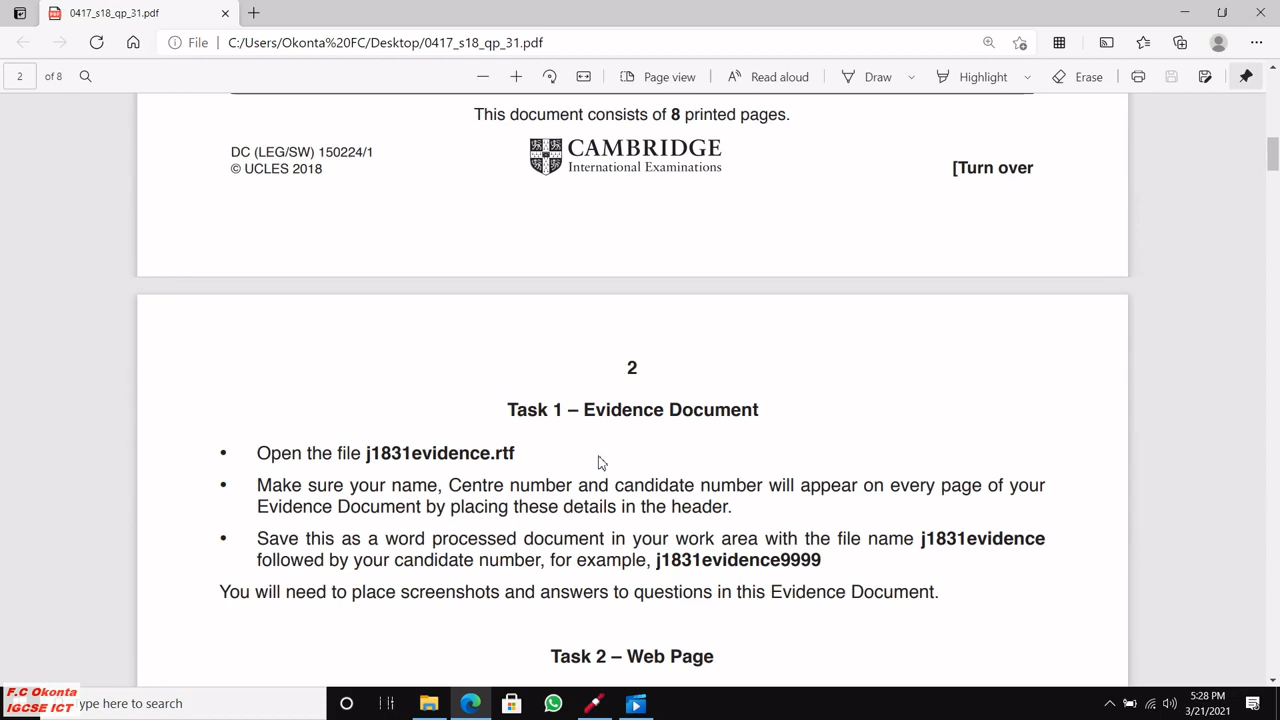 0417_s18_qp_31.pdf
File
C:/Users/Okonta%20FC/Desktop/0417_s18_qp_31.pdf
2 of 8
Page view
Read aloud
Draw
Highlight
Erase
This document consists of 8 printed pages.
DC (LEG/SW) 150224/1
© UCLES 2018
CAMBRIDGE
International Examinations
[Turn over
2
Task 1 – Evidence Document
• Open the file j1831evidence.rtf
• Make sure your name, Centre number and candidate number will appear on every page of your
Evidence Document by placing these details in the header.
• Save this as a word processed document in your work area with the file name j1831evidence
followed by your candidate number, for example, j1831evidence9999
You will need to place screenshots and answers to questions in this Evidence Document.
Task 2 – Web Page
F.C Okonta
IGCSE ICT
ype here to search
5:28 PM
3/21/2021